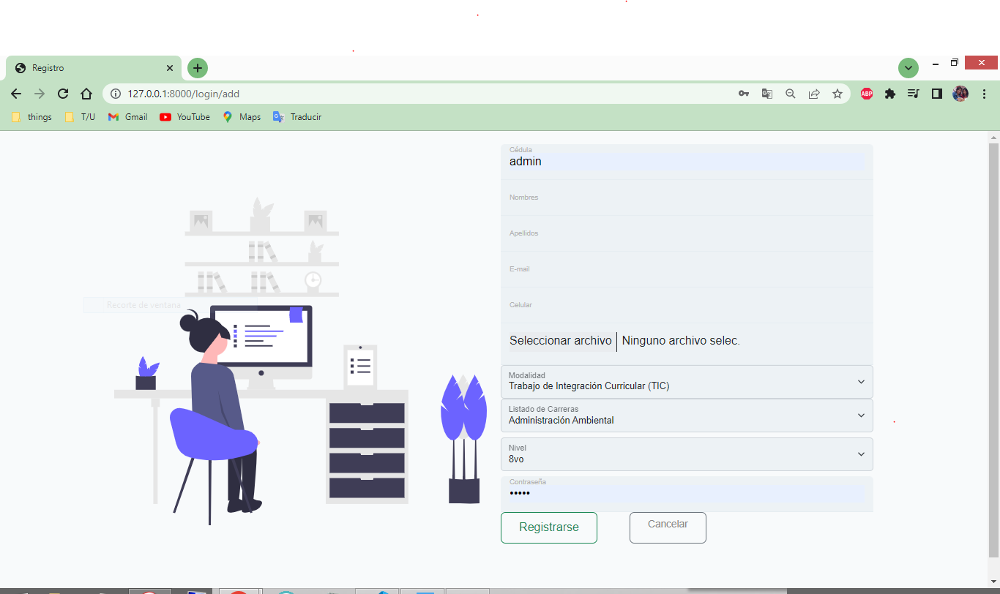 Registro
127.0.0.1:8000/login/add
ABP
things T/U Gmail YouTube Maps Traducir
Cédula
admin
Nombres
Apellidos
E-mail
Celular
Seleccionar archivo Ninguno archivo selec.
Recorte de ventana
Modalidad
Trabajo de Integración Curricular (TIC)
Listado de Carreras
Administración Ambiental
Nivel
8vo
Contraseña
•••••
Registrarse Cancelar